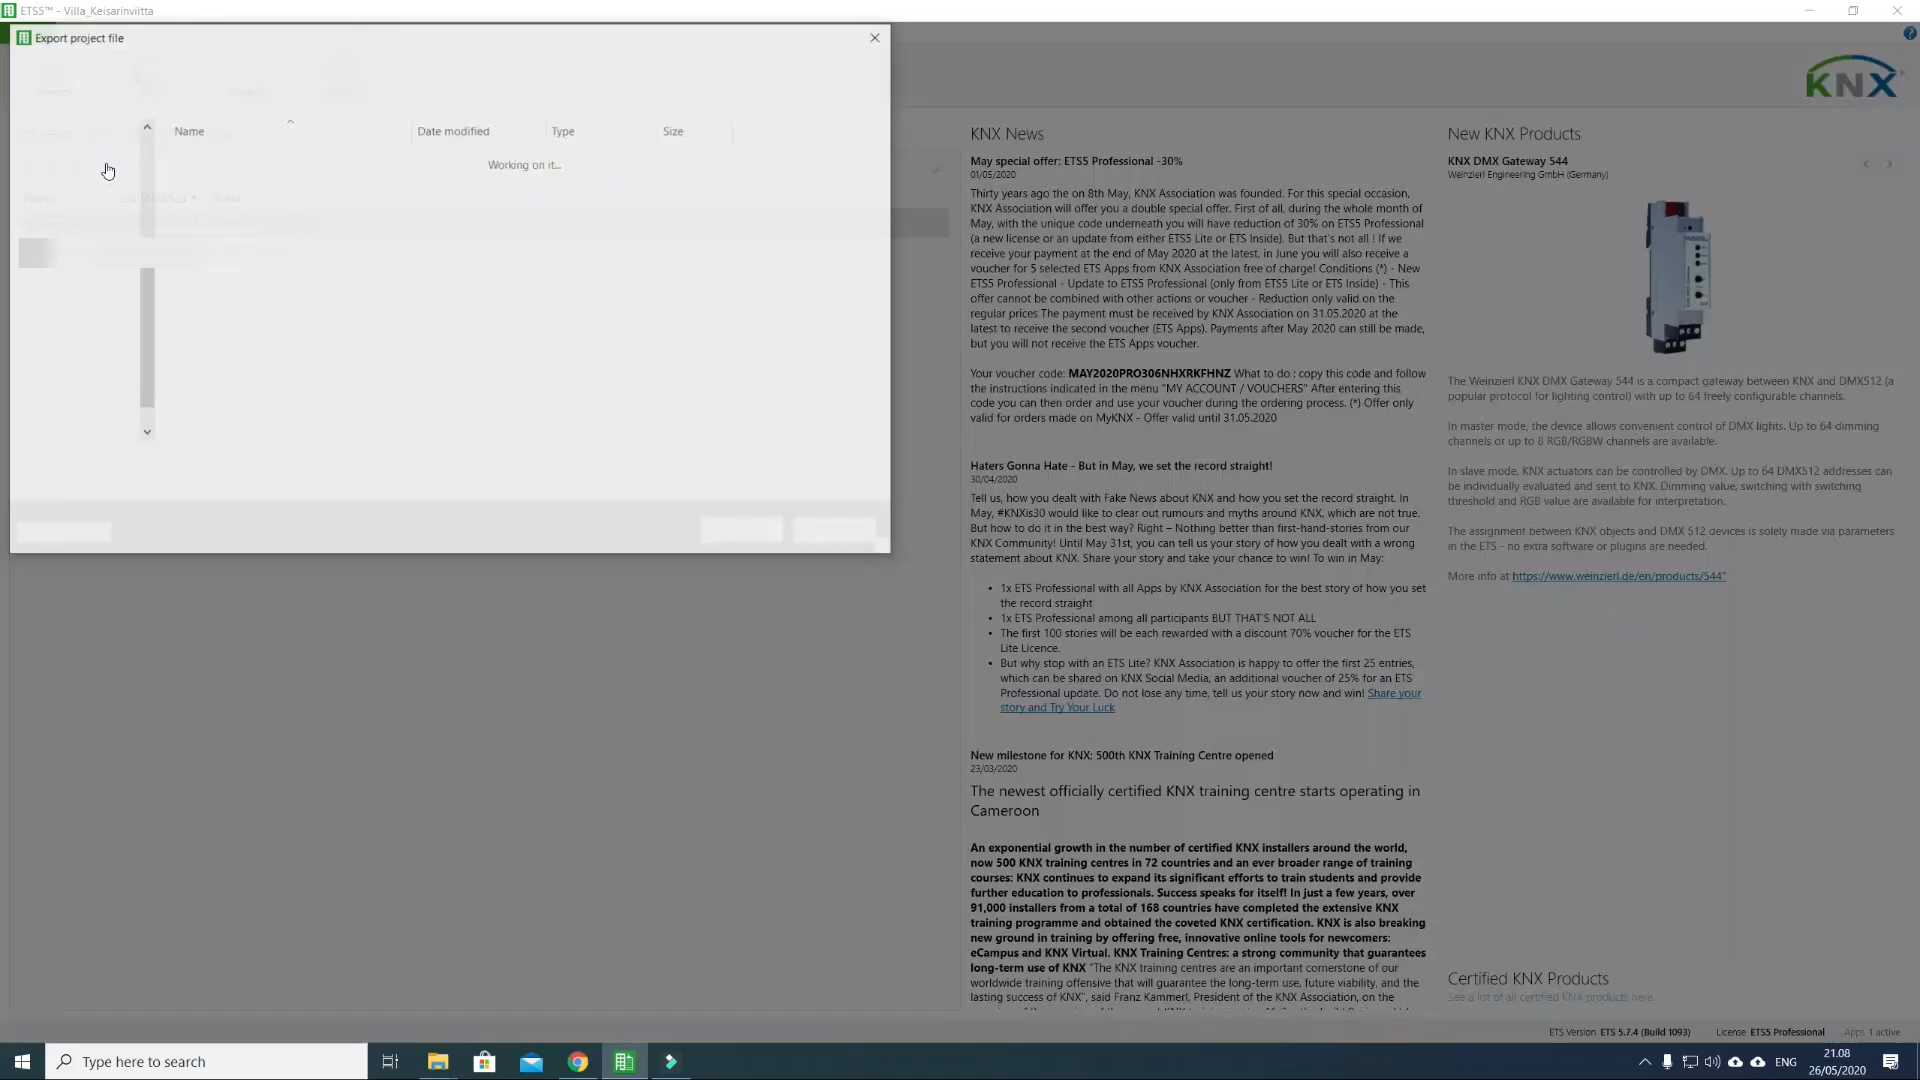 ETS5™ - Villa_Keisarinviitta
Export project file
Name
Date modified
Type
Size
Working on it...
KNX
KNX News
May special offer: ETS5 Professional -30%
01/05/2020
Thirty years ago the on 8th May, KNX Association was founded. For this special occasion,
KNX Association will offer you a double special offer. First of all, during the whole month of
May, with the unique code underneath you will have reduction of 30% on ETS5 Professional
(a new license or an update from either ETS5 Lite or ETS Inside). But that's not all ! If we
receive your payment at the end of May 2020 at the latest, in June you will also receive a
voucher for 5 selected ETS Apps from KNX Association free of charge! Conditions (*) - New
ETS5 Professional - Update to ETS5 Professional (only from ETS5 Lite or ETS Inside) - This
offer cannot be combined with other actions or voucher - Reduction only valid on the
regular prices The payment must be received by KNX Association on 31.05.2020 at the
latest to receive the second voucher (ETS Apps). Payments after May 2020 can still be made,
but you will not receive the ETS Apps voucher.
Your voucher code: MAY2020PRO306NHXRKFHNZ What to do : copy this code and follow
the instructions indicated in the menu "MY ACCOUNT / VOUCHERS" After entering this
code you can then order and use your voucher during the ordering process. (*) Offer only
valid for orders made on MyKNX - Offer valid until 31.05.2020
Haters Gonna Hate - But in May, we set the record straight!
30/04/2020
Tell us, how you dealt with Fake News about KNX and how you set the record straight. In
May, #KNXis30 would like to clear out rumours and myths around KNX, which are not true.
But how to do it in the best way? Right – Nothing better than first-hand-stories from our
KNX Community! Until May 31st, you can tell us your story of how you dealt with a wrong
statement about KNX. Share your story and take your chance to win! To win in May:
• 1x ETS Professional with all Apps by KNX Association for the best story of how you set
the record straight
• 1x ETS Professional among all participants BUT THAT'S NOT ALL
• The first 100 stories will be each rewarded with a discount 70% voucher for the ETS
Lite Licence.
• But why stop with an ETS Lite? KNX Association is happy to offer the first 25 entries,
which can be shared on KNX Social Media, an additional voucher of 25% for an ETS
Professional update. Do not lose any time, tell us your story now and win! Share your
story and Try Your Luck
New milestone for KNX: 500th KNX Training Centre opened
23/03/2020
The newest officially certified KNX training centre starts operating in
Cameroon
An exponential growth in the number of certified KNX installers around the world,
now 500 KNX training centres in 72 countries and an ever broader range of training
courses: KNX continues to expand its significant efforts to train students and provide
further education to professionals. Success speaks for itself! In just a few years, over
91,000 installers from a total of 168 countries have completed the extensive KNX
training programme and obtained the coveted KNX certification. KNX is also breaking
new ground in training by offering free, innovative online tools for newcomers:
eCampus and KNX Virtual. KNX Training Centres: a strong community that guarantees
long-term use of KNX "The KNX training centres are an important cornerstone of our
worldwide training offensive that will guarantee the long-term use, future viability, and the
lasting success of KNX", said Franz Kammerl, President of the KNX Association, on the
New KNX Products
KNX DMX Gateway 544
Weinzierl Engineering GmbH (Germany)
The Weinzierl KNX DMX Gateway 544 is a compact gateway between KNX and DMX512 (a
popular protocol for lighting control) with up to 64 freely configurable channels.
In master mode, the device allows convenient control of DMX lights. Up to 64 dimming
channels or up to 8 RGB/RGBW channels are available.
In slave mode, KNX actuators can be controlled by DMX. Up to 64 DMX512 addresses can
be individually evaluated and sent to KNX. Dimming value, switching with switching
threshold and RGB value are available for interpretation.
The assignment between KNX objects and DMX 512 devices is solely made via parameters
in the ETS - no extra software or plugins are needed.
More info at https://www.weinzierl.de/en/products/544"
Certified KNX Products
See a list of all certified KNX products here
ETS Version ETS 5.7.4 (Build 1093) License ETS5 Professional Apps 1 active
Type here to search
ENG
21.08
26/05/2020